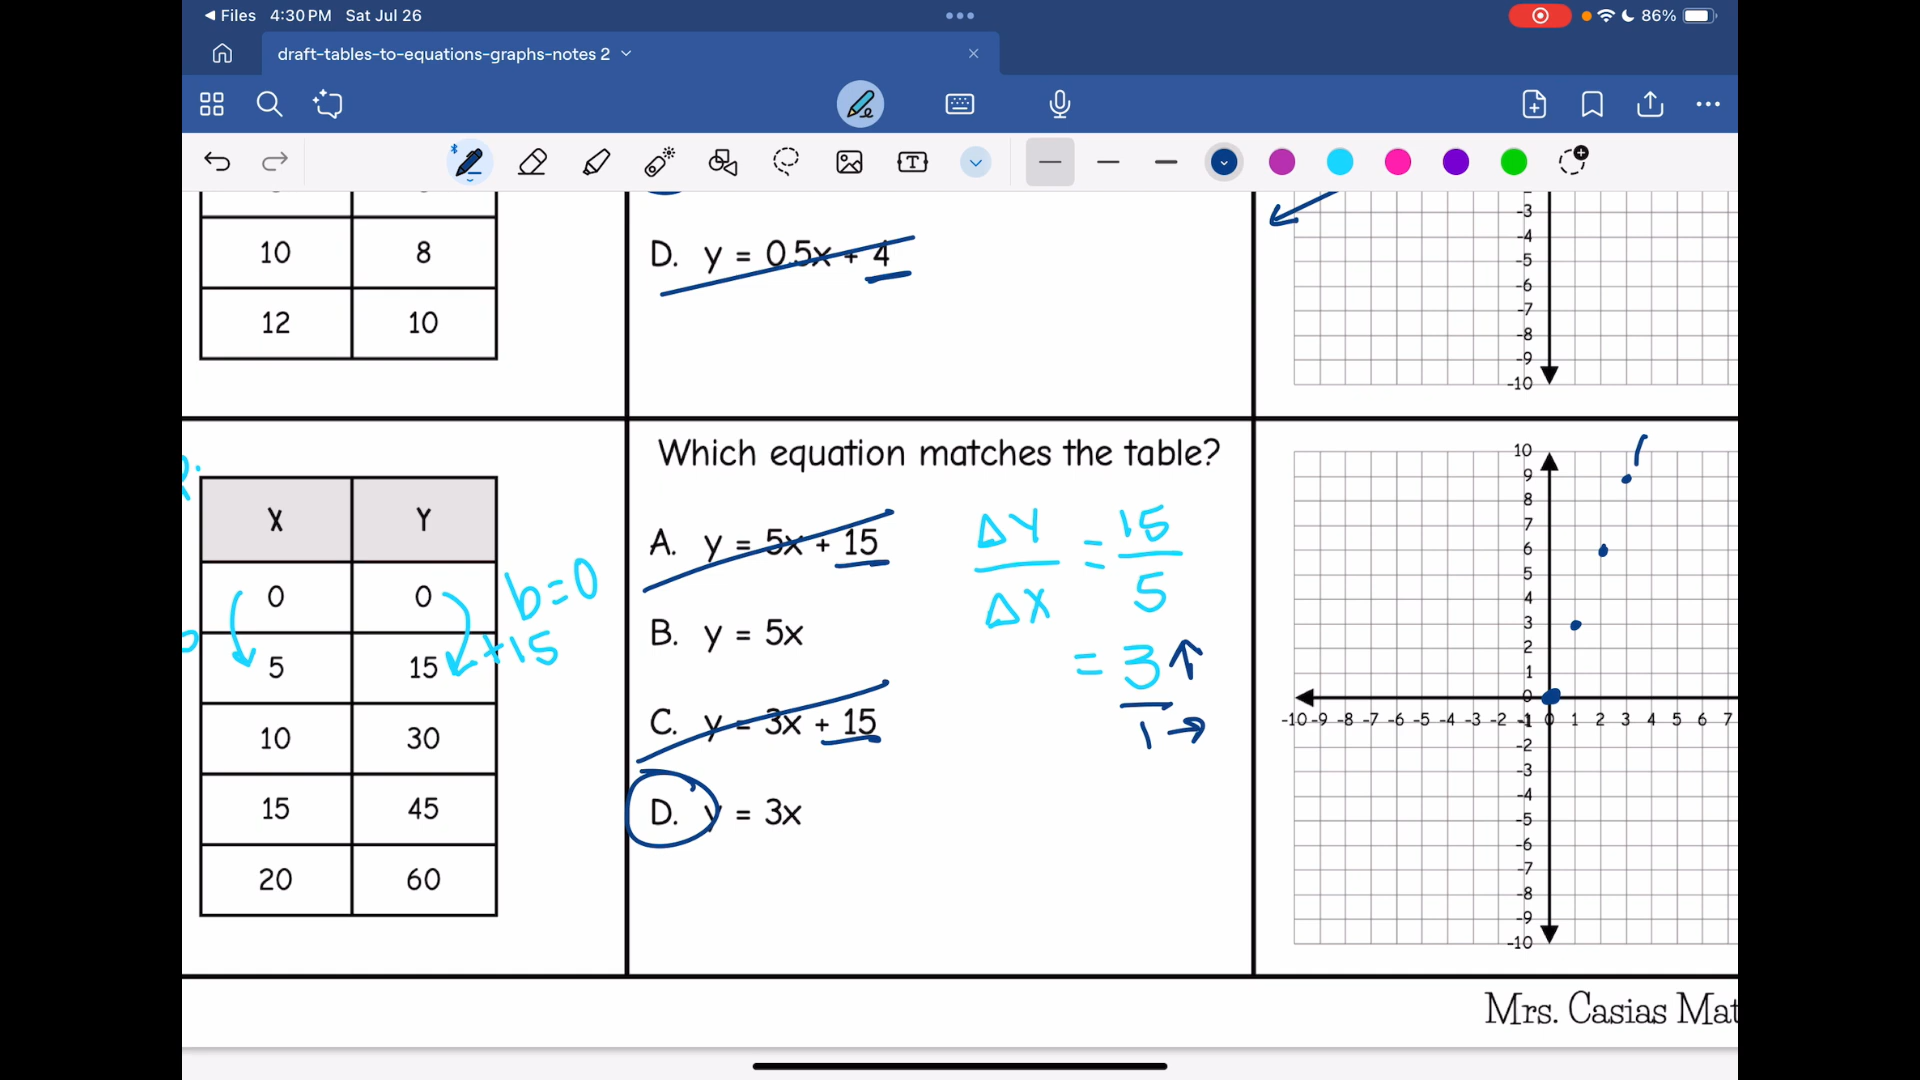 Files 4:30 PM Sat Jul 26 86%
draft-tables-to-equations-graphs-notes 2
10 8
12 10
D. y = 0.5x + 4
-3
-4
-5
-6
-7
-8
-9
-10
X Y
0 0
5 15
10 30
15 45
20 60
b=0
+15
Which equation matches the table?
A. y = 5x + 15
B. y = 5x
C. y = 3x + 15
D. y = 3x
ΔY/ΔX = 15/5
= 3↑
1→
10
9
8
7
6
5
4
3
2
1
0
-10 -9 -8 -7 -6 -5 -4 -3 -2 -1 0 1 2 3 4 5 6 7
-2
-3
-4
-5
-6
-7
-8
-9
-10
Mrs. Casias Mat